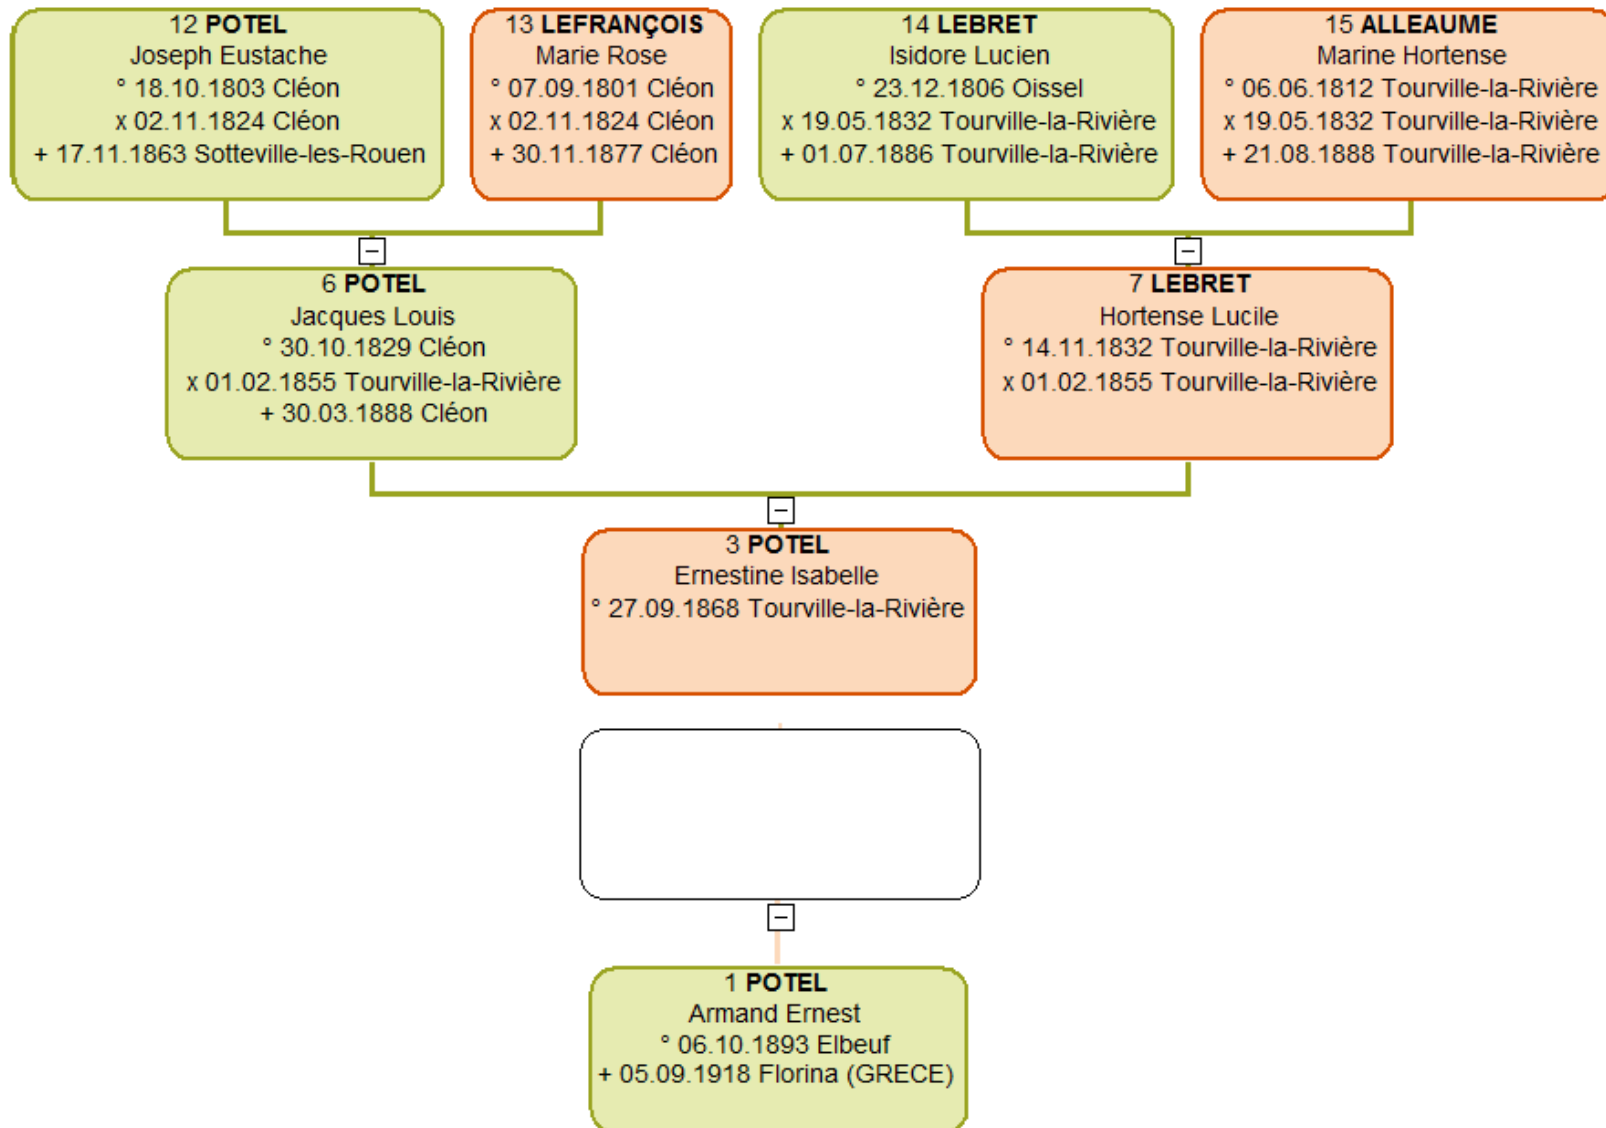 12 POTEL
Joseph Eustache
° 18.10.1803 Cléon
x 02.11.1824 Cléon
+ 17.11.1863 Sotteville-les-Rouen
13 LEFRANÇOIS
Marie Rose
° 07.09.1801 Cléon
x 02.11.1824 Cléon
+ 30.11.1877 Cléon
14 LEBRET
Isidore Lucien
° 23.12.1806 Oissel
x 19.05.1832 Tourville-la-Rivière
+ 01.07.1886 Tourville-la-Rivière
15 ALLEAUME
Marine Hortense
° 06.06.1812 Tourville-la-Rivière
x 19.05.1832 Tourville-la-Rivière
+ 21.08.1888 Tourville-la-Rivière
6 POTEL
Jacques Louis
° 30.10.1829 Cléon
x 01.02.1855 Tourville-la-Rivière
+ 30.03.1888 Cléon
7 LEBRET
Hortense Lucile
° 14.11.1832 Tourville-la-Rivière
x 01.02.1855 Tourville-la-Rivière
3 POTEL
Ernestine Isabelle
° 27.09.1868 Tourville-la-Rivière
1 POTEL
Armand Ernest
° 06.10.1893 Elbeuf
+ 05.09.1918 Florina (GRECE)